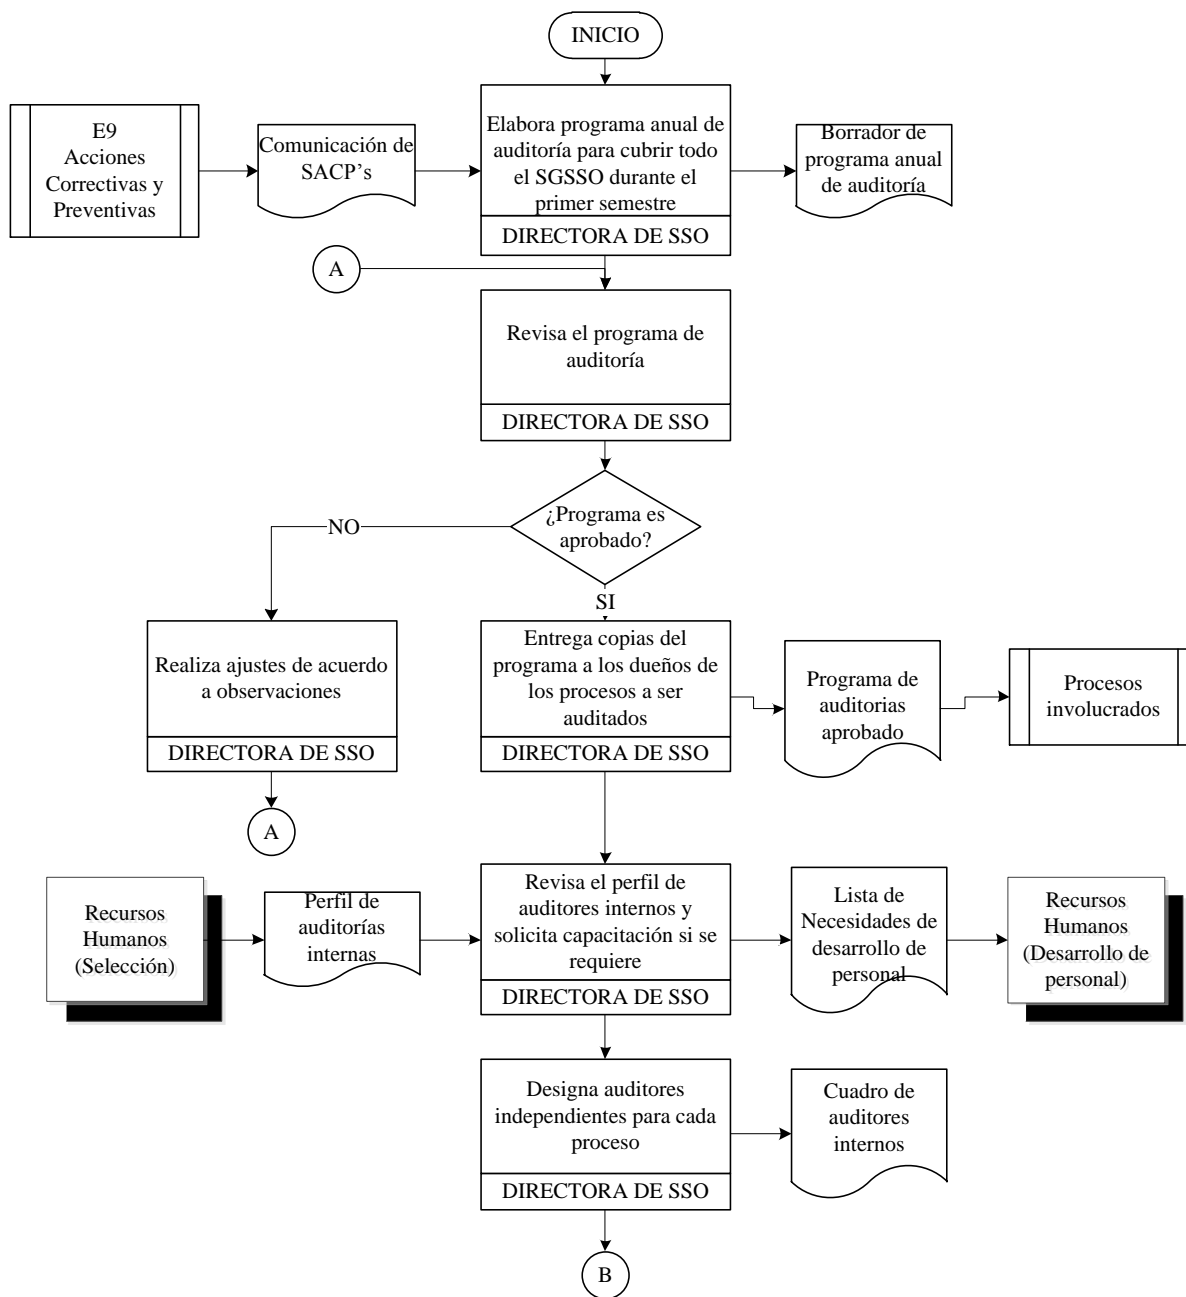 INICIO
E9
Acciones
Correctivas y
Preventivas
Comunicación de
SACP’s
Elabora programa anual de
auditoría para cubrir todo
el SGSSO durante el
primer semestre
DIRECTORA DE SSO
Borrador de
programa anual
de auditoría
A
Revisa el programa de
auditoría
DIRECTORA DE SSO
¿Programa es
aprobado?
NO
SI
Realiza ajustes de acuerdo
a observaciones
DIRECTORA DE SSO
A
Entrega copias del
programa a los dueños de
los procesos a ser
auditados
DIRECTORA DE SSO
Programa de
auditorias
aprobado
Procesos
involucrados
Recursos
Humanos
(Selección)
Perfil de
auditorías
internas
Revisa el perfil de
auditores internos y
solicita capacitación si se
requiere
DIRECTORA DE SSO
Lista de
Necesidades de
desarrollo de
personal
Recursos
Humanos
(Desarrollo de
personal)
Designa auditores
independientes para cada
proceso
DIRECTORA DE SSO
Cuadro de
auditores
internos
B